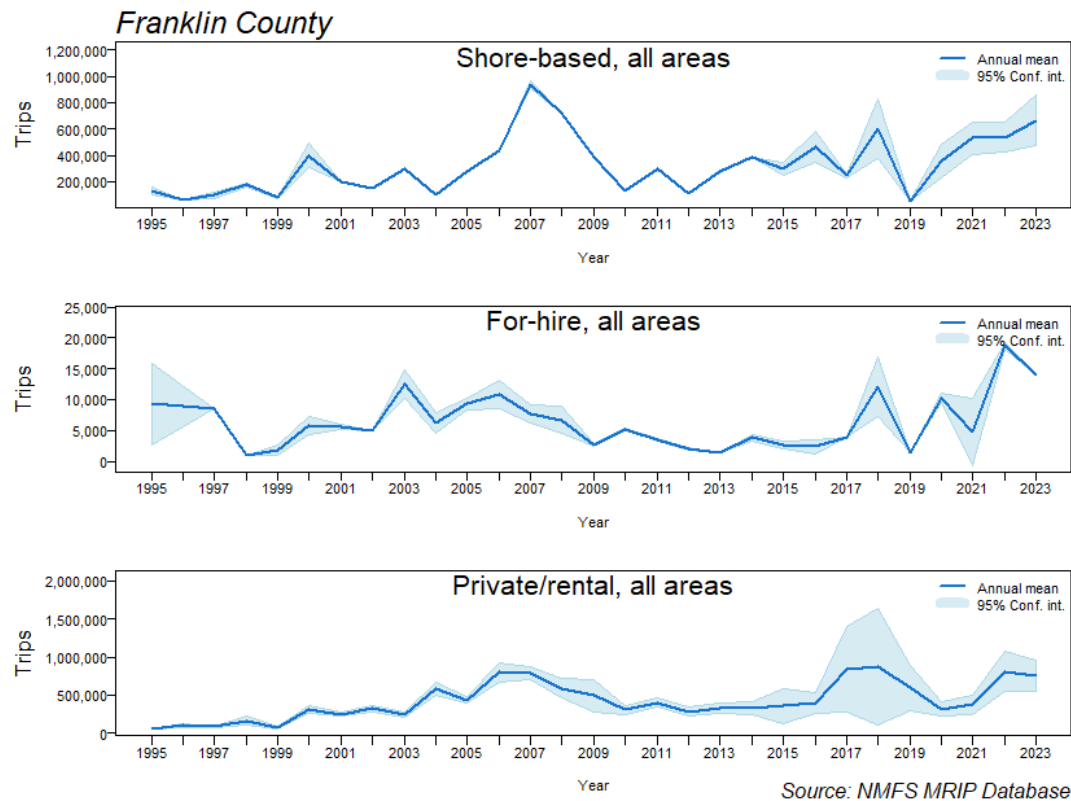 Franklin County
Shore-based, all areas
Annual mean
95% Conf. int.
Trips
1,200,000
1,000,000
800,000
600,000
400,000
200,000
1995 1997 1999 2001 2003 2005 2007 2009 2011 2013 2015 2017 2019 2021 2023
Year
For-hire, all areas
Annual mean
95% Conf. int.
Trips
25,000
20,000
15,000
10,000
5,000
0
1995 1997 1999 2001 2003 2005 2007 2009 2011 2013 2015 2017 2019 2021 2023
Year
Private/rental, all areas
Annual mean
95% Conf. int.
Trips
2,000,000
1,500,000
1,000,000
500,000
0
1995 1997 1999 2001 2003 2005 2007 2009 2011 2013 2015 2017 2019 2021 2023
Year
Source: NMFS MRIP Database